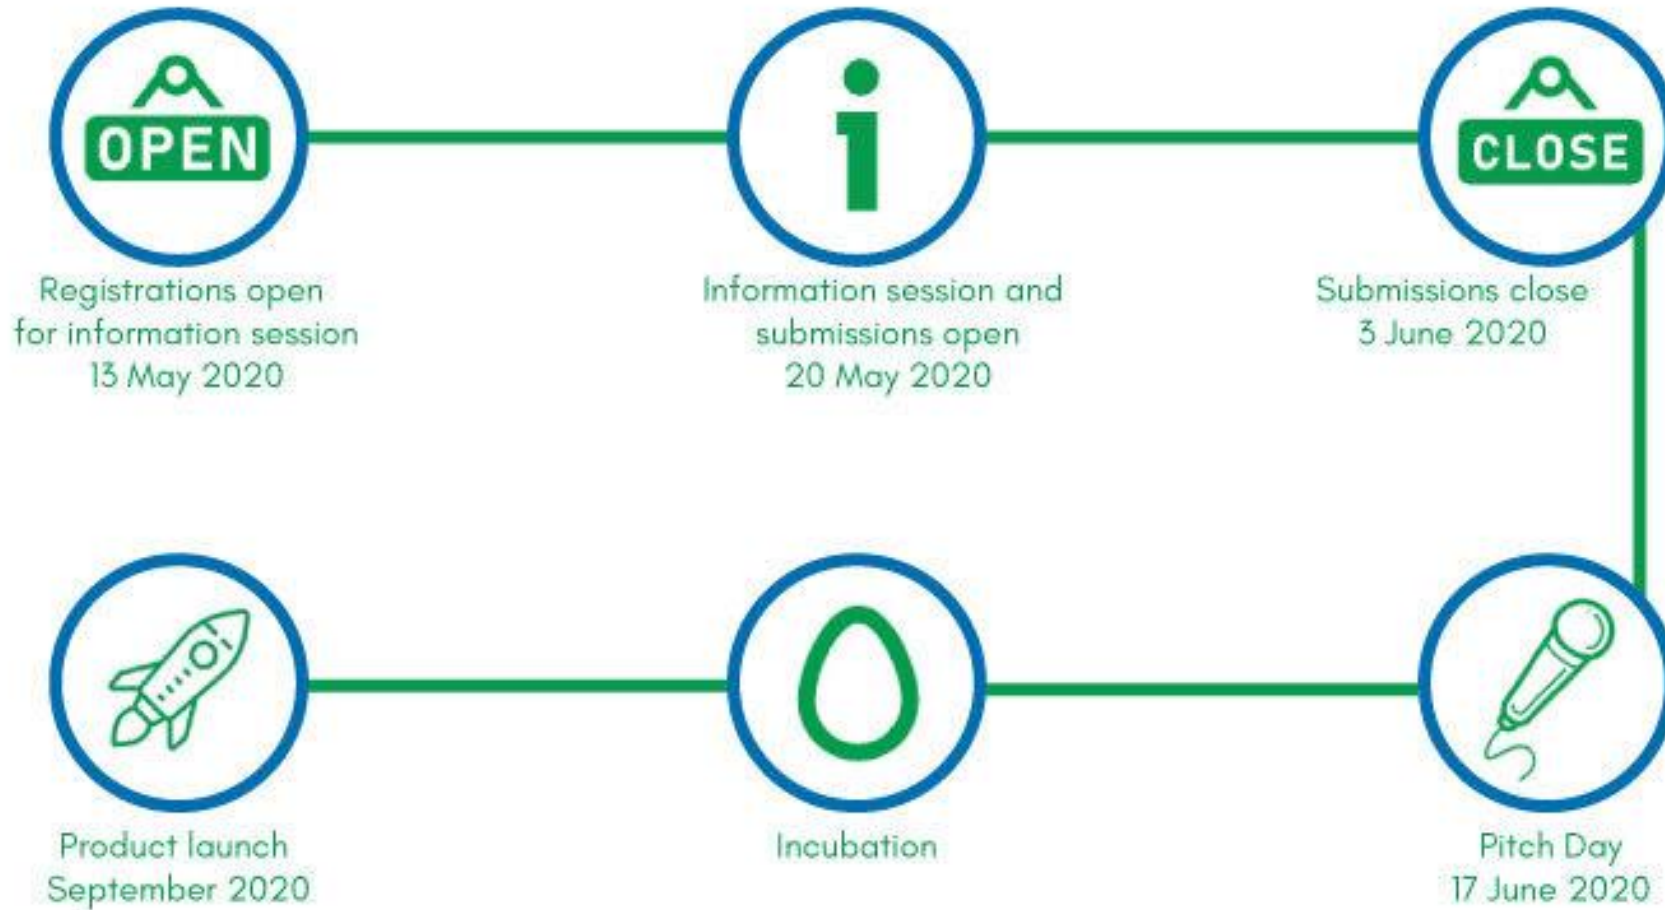 OPEN
i
CLOSE
Registrations open
for information session
13 May 2020
Information session and
submissions open
20 May 2020
Submissions close
3 June 2020
Pitch Day
17 June 2020
Incubation
Product launch
September 2020